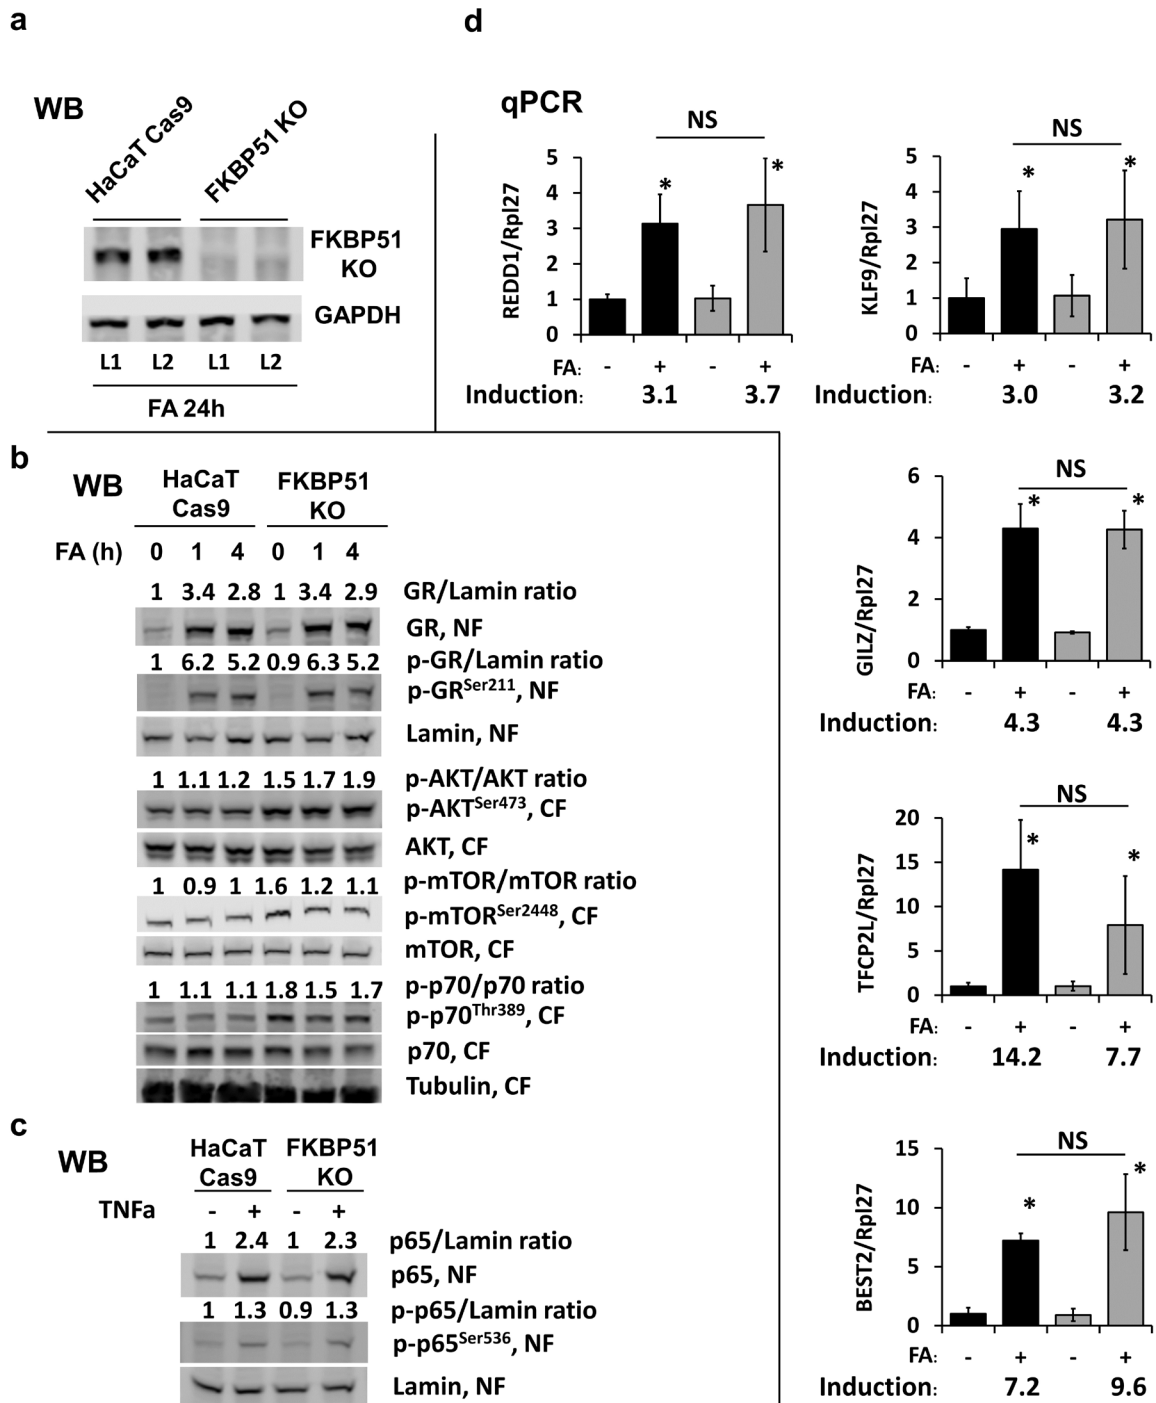 a
WB
HaCaT Cas9
FKBP51 KO
FKBP51
KO
GAPDH
L1 L2 L1 L2
FA 24h
b
WB
HaCaT
Cas9
FKBP51
KO
FA (h) 0 1 4 0 1 4
1 3.4 2.8 1 3.4 2.9 GR/Lamin ratio
GR, NF
1 6.2 5.2 0.9 6.3 5.2 p-GR/Lamin ratio
p-GRSer211, NF
Lamin, NF
1 1.1 1.2 1.5 1.7 1.9 p-AKT/AKT ratio
p-AKTSer473, CF
AKT, CF
1 0.9 1 1.6 1.2 1.1 p-mTOR/mTOR ratio
p-mTORSer2448, CF
mTOR, CF
1 1.1 1.1 1.8 1.5 1.7 p-p70/p70 ratio
p-p70Thr389, CF
p70, CF
Tubulin, CF
c
WB
HaCaT
Cas9
FKBP51
KO
TNFa - + - +
1 2.4 1 2.3 p65/Lamin ratio
p65, NF
1 1.3 0.9 1.3 p-p65/Lamin ratio
p-p65Ser536, NF
Lamin, NF
d
qPCR
NS
REDD1/Rpl27
5
4
3
2
1
0
* *
FA: - + - +
Induction: 3.1 3.7
NS
KLF9/Rpl27
5
4
3
2
1
0
* *
FA: - + - +
Induction: 3.0 3.2
NS
GILZ/Rpl27
6
4
2
0
* *
FA: - + - +
Induction: 4.3 4.3
NS
TFCP2L/Rpl27
20
15
10
5
0
* *
FA: - + - +
Induction: 14.2 7.7
NS
BEST2/Rpl27
15
10
5
0
* *
FA: - + - +
Induction: 7.2 9.6